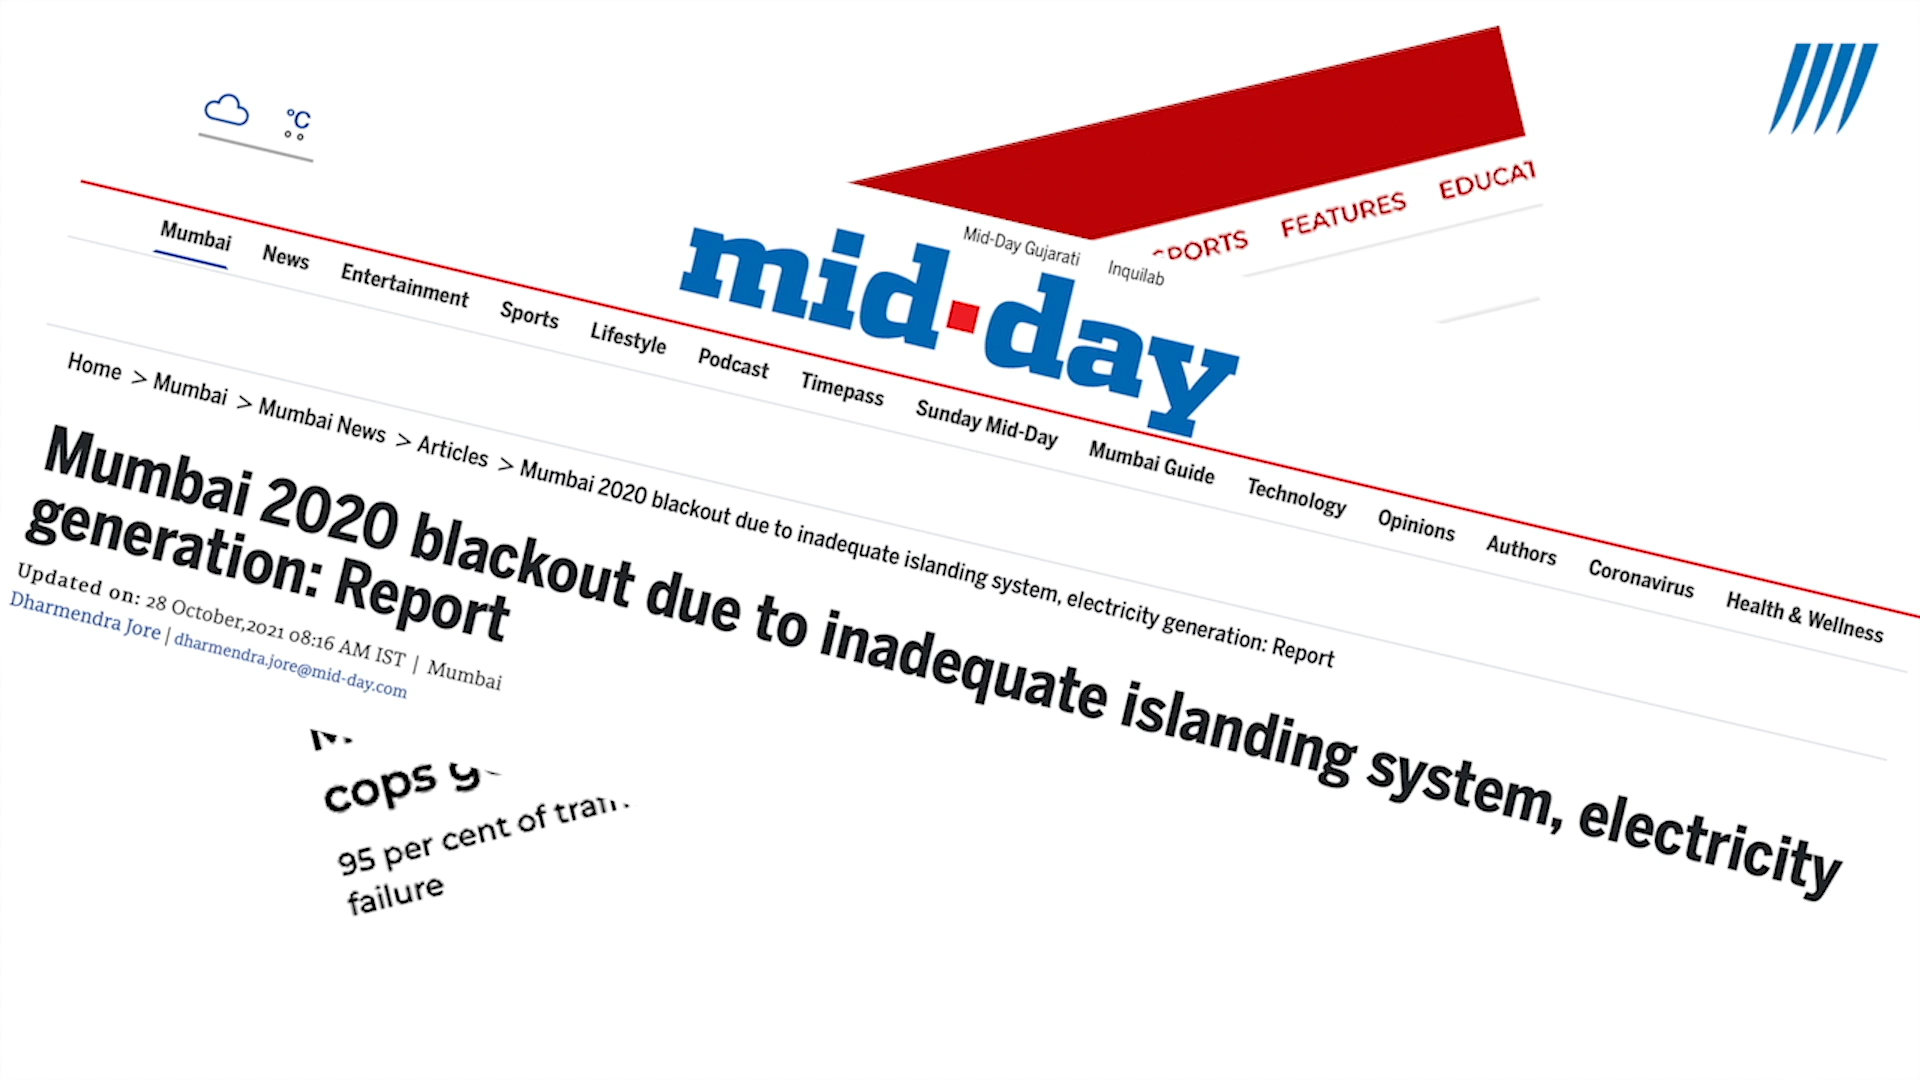 °C
FEATURES
mid-day
Mid-Day Gujarati Inquilab
Mumbai News Entertainment Sports Lifestyle Podcast Timepass Sunday Mid-Day Mumbai Guide Technology Opinions Authors Coronavirus Health & Wellness
Home > Mumbai > Mumbai News > Articles > Mumbai 2020 blackout due to inadequate islanding system, electricity generation: Report
Mumbai 2020 blackout due to inadequate islanding system, electricity
generation: Report
Updated on: 28 October,2021 08:16 AM IST | Mumbai
Dharmendra Jore | dharmendra.jore@mid-day.com
cops
95 per cent of
failure